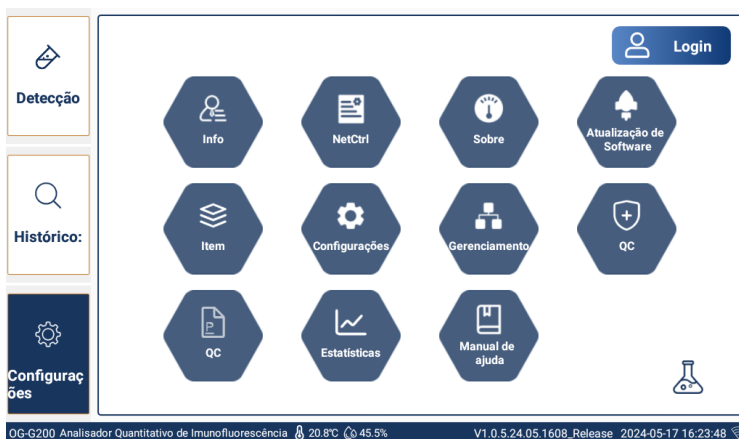 Login
Detecção
Info
NetCtrl
Sobre
Atualização de
Software
Histórico:
Item
Configurações
Gerenciamento
QC
Configuraç
ões
P
QC
Estatísticas
Manual de
ajuda
OG-G200 Analisador Quantitativo de Imunofluorescência 20.8℃ 45.5% V1.0.5.24.05.1608_Release 2024-05-17 16:23:48